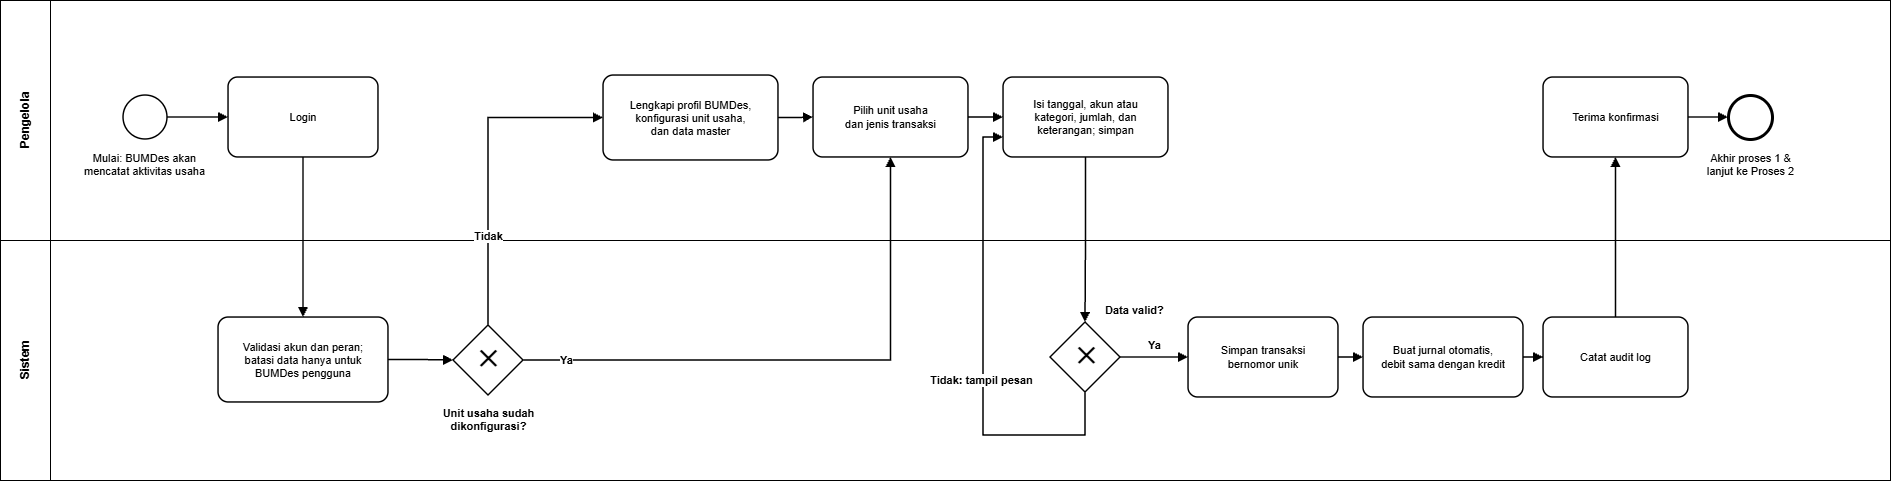 Pengelola
Mulai: BUMDes akan
mencatat aktivitas usaha
Login
Lengkapi profil BUMDes,
konfigurasi unit usaha,
dan data master
Pilih unit usaha
dan jenis transaksi
Isi tanggal, akun atau
kategori, jumlah, dan
keterangan; simpan
Terima konfirmasi
Akhir proses 1 &
lanjut ke Proses 2
Tidak
Sistem
Validasi akun dan peran;
batasi data hanya untuk
BUMDes pengguna
Unit usaha sudah
dikonfigurasi?
Ya
Data valid?
Ya
Tidak: tampil pesan
Simpan transaksi
bernomor unik
Buat jurnal otomatis,
debit sama dengan kredit
Catat audit log